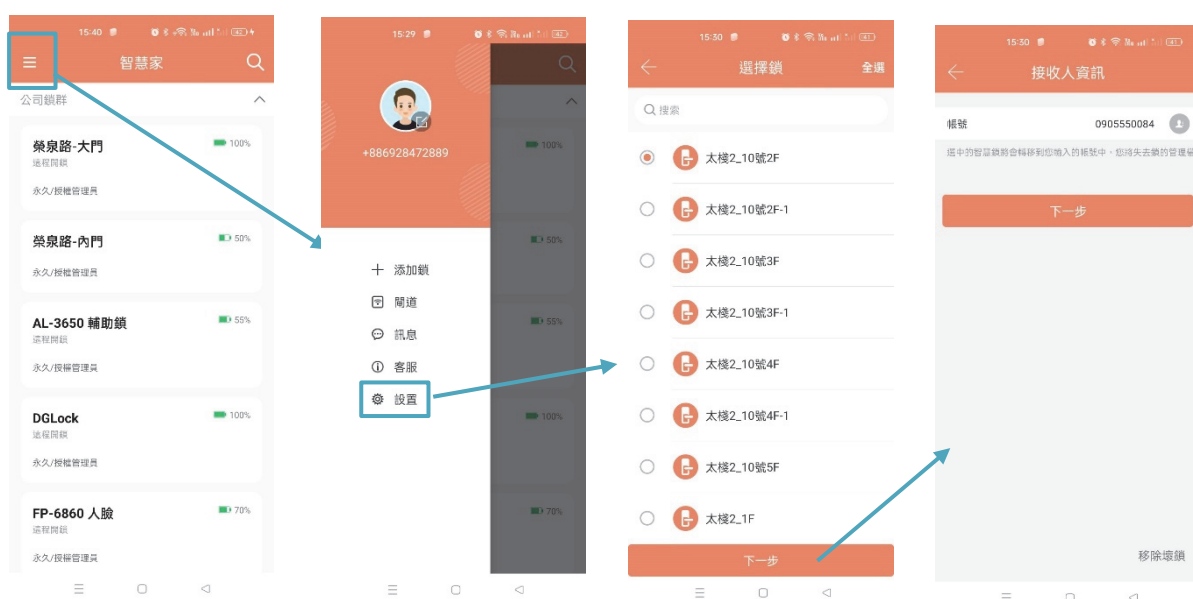 15:40
42
智慧家
公司鎖群
榮泉路-大門
100%
遠程開鎖
永久/授權管理員
榮泉路-內門
50%
永久/授權管理員
AL-3650 輔助鎖
55%
遠程開鎖
永久/授權管理員
DGLock
100%
遠程開鎖
永久/授權管理員
FP-6860 人臉
70%
遠程開鎖
永久/授權管理員
15:29
+886928472889
100%
50%
55%
100%
70%
添加鎖
閘道
訊息
客服
設置
15:30
選擇鎖
全選
搜索
太棧2_10號2F
太棧2_10號2F-1
太棧2_10號3F
太棧2_10號3F-1
太棧2_10號4F
太棧2_10號4F-1
太棧2_10號5F
太棧2_1F
下一步
15:30
接收人資訊
帳號
0905550084
選中的智慧鎖將會轉移到您輸入的帳號中，您將失去鎖的管理權
下一步
移除壞鎖